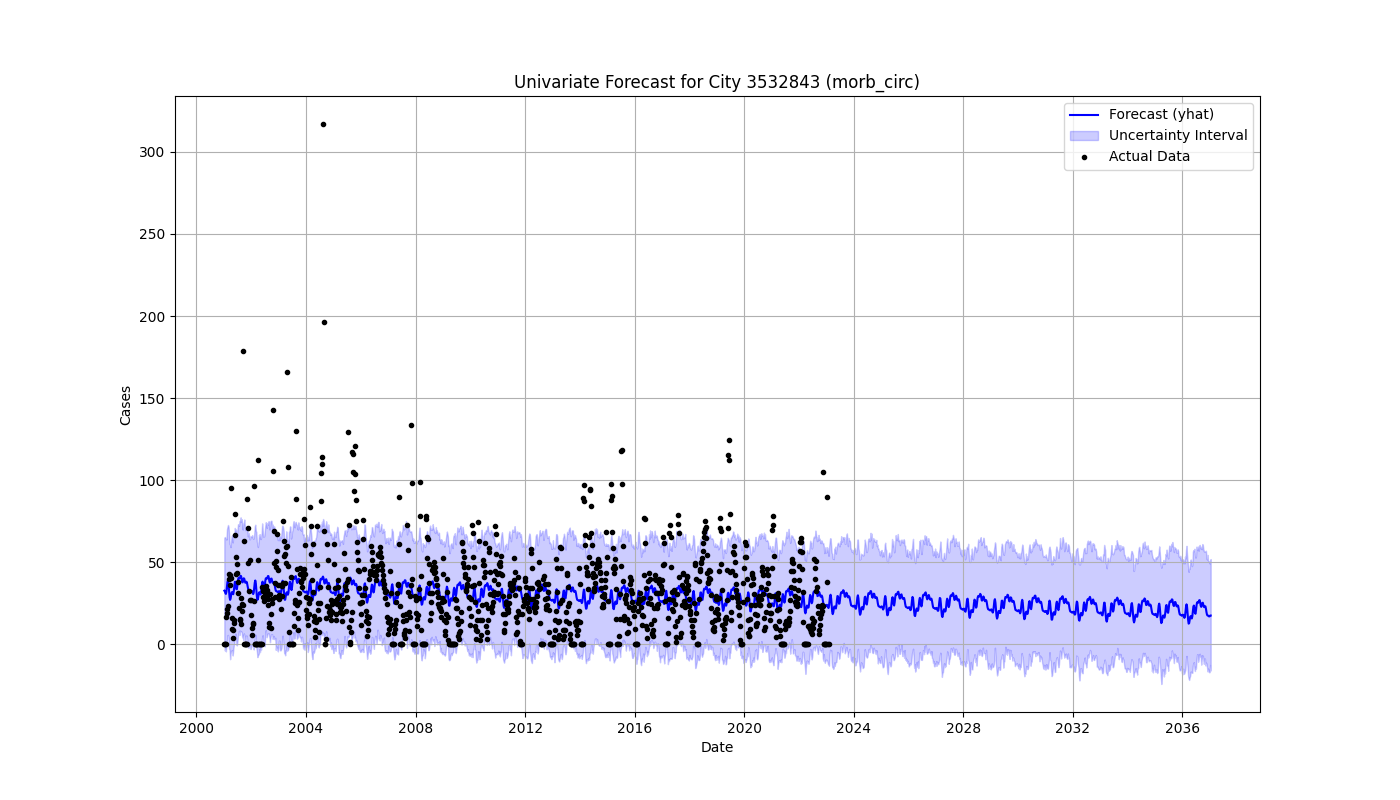 Univariate Forecast for City 3532843 (morb_circ)
Forecast (yhat)
Uncertainty Interval
Actual Data
Cases
300
250
200
150
100
50
0
2000 2004 2008 2012 2016 2020 2024 2028 2032 2036
Date